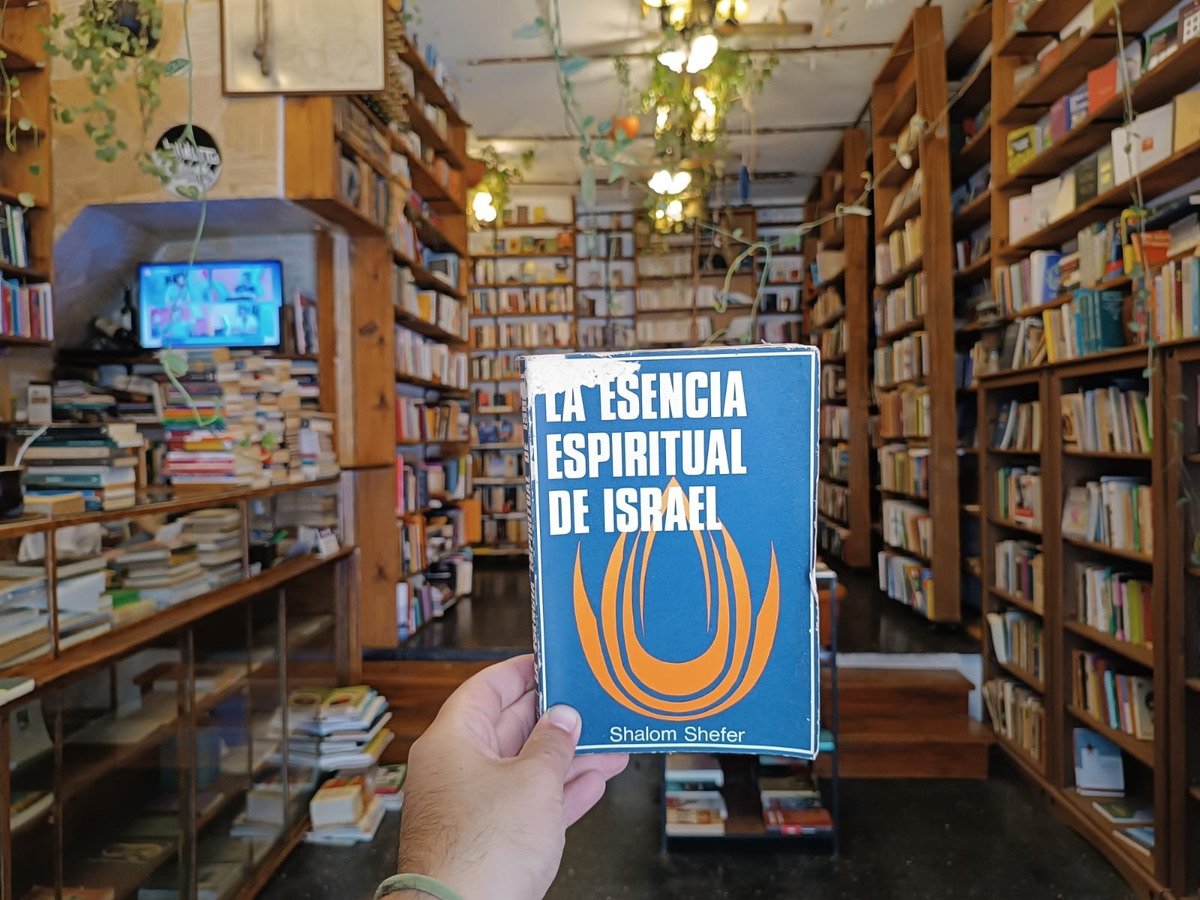 LA ESENCIA
ESPIRITUAL
DE ISRAEL
Shalom Shefer